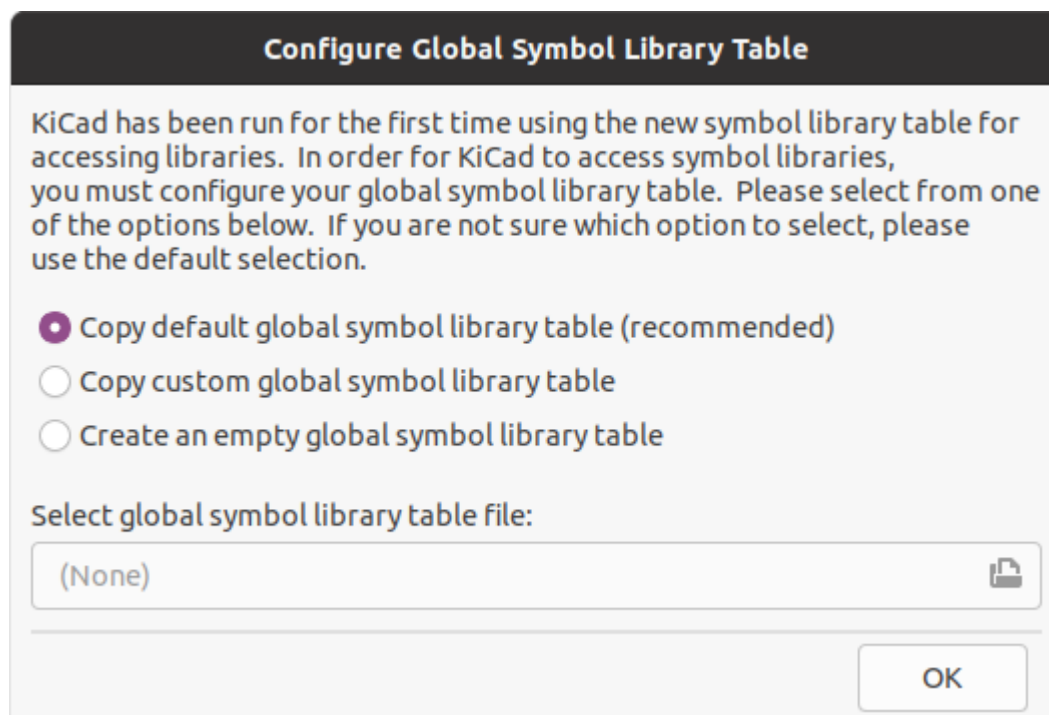 Configure Global Symbol Library Table
KiCad has been run for the first time using the new symbol library table for
accessing libraries.  In order for KiCad to access symbol libraries,
you must configure your global symbol library table.  Please select from one
of the options below.  If you are not sure which option to select, please
use the default selection.
Copy default global symbol library table (recommended)
Copy custom global symbol library table
Create an empty global symbol library table
Select global symbol library table file:
(None)
OK